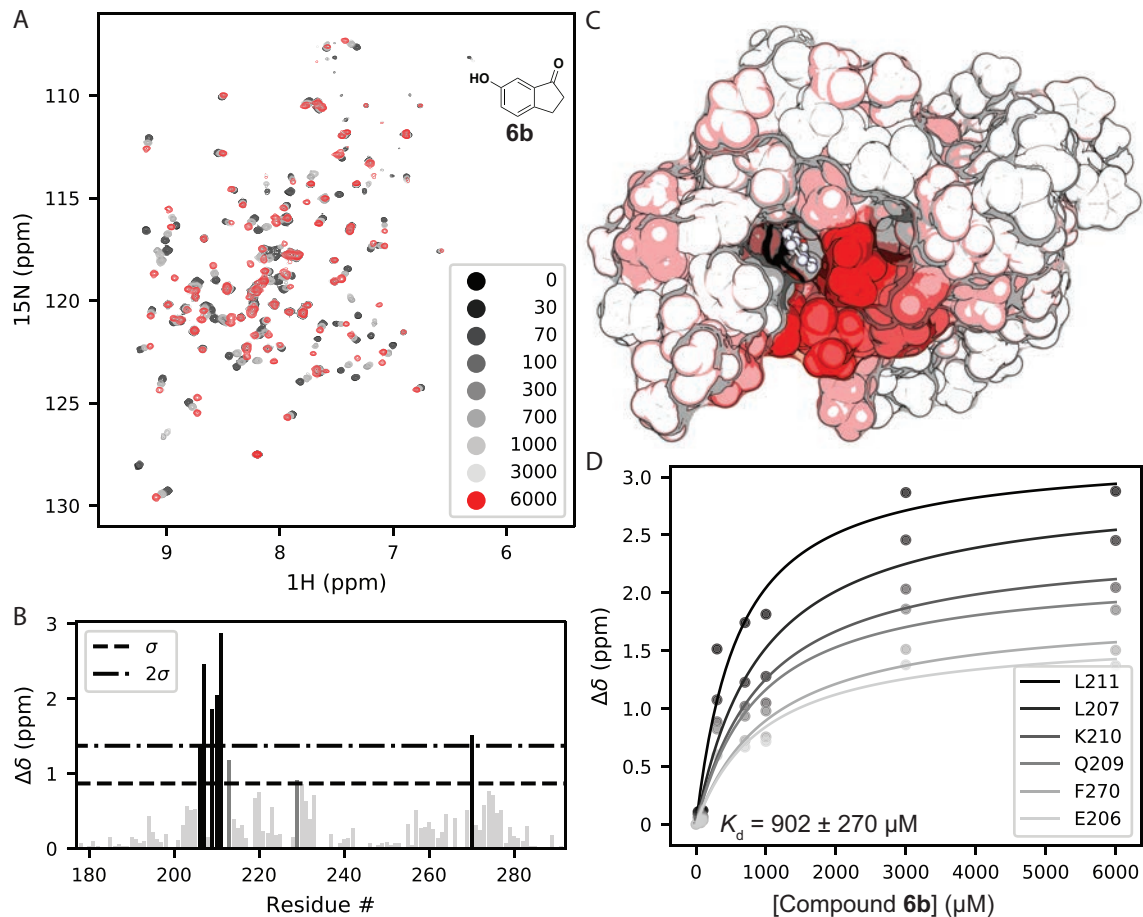 A
110
115
120
125
130
15N (ppm)
9
8
7
6
1H (ppm)
HO
O
6b
0
30
70
100
300
700
1000
3000
6000
B
3
2
1
0
Δδ (ppm)
σ
2σ
180
200
220
240
260
280
Residue #
C
D
3.0
2.5
2.0
1.5
1.0
0.5
0
Δδ (ppm)
L211
L207
K210
Q209
F270
E206
Kd = 902 ± 270 µM
0
1000
2000
3000
4000
5000
6000
[Compound 6b] (µM)